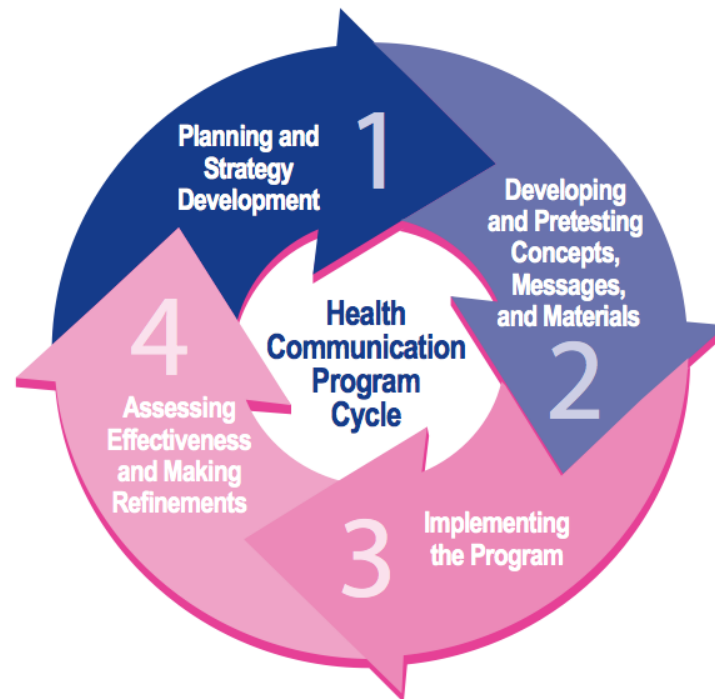 Planning and
Strategy
Development
1
Developing
and Pretesting
Concepts,
Messages,
and Materials
2
Implementing
the Program
3
4
Assessing
Effectiveness
and Making
Refinements
Health
Communication
Program
Cycle